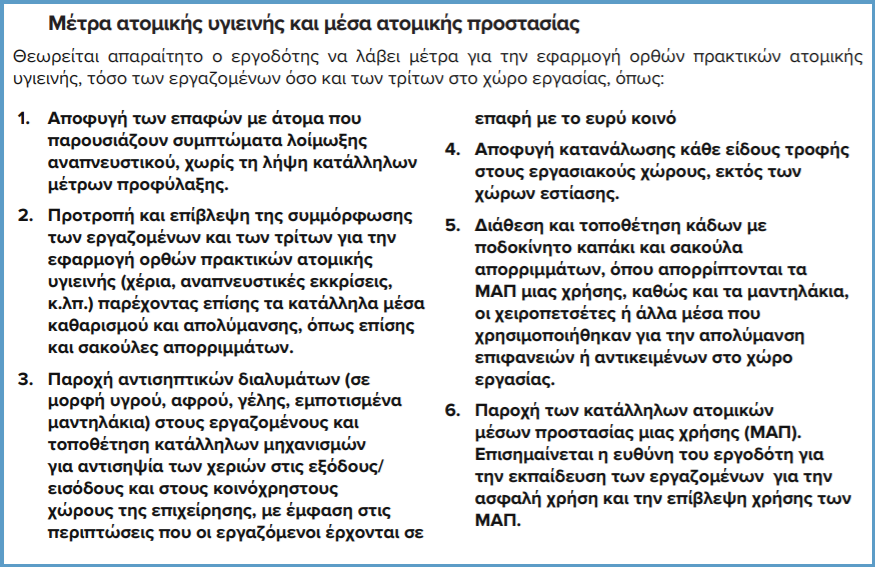 Μέτρα ατομικής υγιεινής και μέσα ατομικής προστασίας
Θεωρείται απαραίτητο ο εργοδότης να λάβει μέτρα για την εφαρμογή ορθών πρακτικών ατομικής
υγιεινής, τόσο των εργαζομένων όσο και των τρίτων στο χώρο εργασίας, όπως:
1. Αποφυγή των επαφών με άτομα που
παρουσιάζουν συμπτώματα λοίμωξης
αναπνευστικού, χωρίς τη λήψη κατάλληλων
μέτρων προφύλαξης.
2. Προτροπή και επίβλεψη της συμμόρφωσης
των εργαζομένων και των τρίτων για την
εφαρμογή ορθών πρακτικών ατομικής
υγιεινής (χέρια, αναπνευστικές εκκρίσεις,
κ.λπ.) παρέχοντας επίσης τα κατάλληλα μέσα
καθαρισμού και απολύμανσης, όπως επίσης
και σακούλες απορριμμάτων.
3. Παροχή αντισηπτικών διαλυμάτων (σε
μορφή υγρού, αφρού, γέλης, εμποτισμένα
μαντηλάκια) στους εργαζομένους και
τοποθέτηση κατάλληλων μηχανισμών
για αντισηψία των χεριών στις εξόδους/
εισόδους και στους κοινόχρηστους
χώρους της επιχείρησης, με έμφαση στις
περιπτώσεις που οι εργαζόμενοι έρχονται σε
επαφή με το ευρύ κοινό
4. Αποφυγή κατανάλωσης κάθε είδους τροφής
στους εργασιακούς χώρους, εκτός των
χώρων εστίασης.
5. Διάθεση και τοποθέτηση κάδων με
ποδοκίνητο καπάκι και σακούλα
απορριμμάτων, όπου απορρίπτονται τα
ΜΑΠ μιας χρήσης, καθώς και τα μαντηλάκια,
οι χειροπετσέτες ή άλλα μέσα που
χρησιμοποιήθηκαν για την απολύμανση
επιφανειών ή αντικειμένων στο χώρο
εργασίας.
6. Παροχή των κατάλληλων ατομικών
μέσων προστασίας μιας χρήσης (ΜΑΠ).
Επισημαίνεται η ευθύνη του εργοδότη για
την εκπαίδευση των εργαζομένων για την
ασφαλή χρήση και την επίβλεψη χρήσης των
ΜΑΠ.